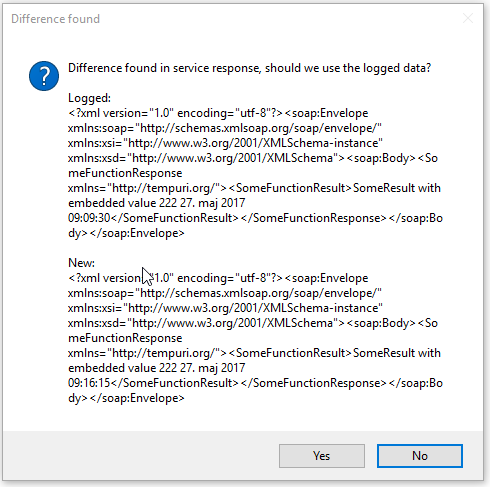 Difference found
Difference found in service response, should we use the logged data?
Logged:
<?xml version="1.0" encoding="utf-8"?><soap:Envelope
xmlns:soap="http://schemas.xmlsoap.org/soap/envelope/"
xmlns:xsi="http://www.w3.org/2001/XMLSchema-instance"
xmlns:xsd="http://www.w3.org/2001/XMLSchema"><soap:Body><So
meFunctionResponse
xmlns="http://tempuri.org/"><SomeFunctionResult>SomeResult with
embedded value 222 27. maj 2017
09:09:30</SomeFunctionResult></SomeFunctionResponse></soap:Bo
dy></soap:Envelope>
New:
<?xml version="1.0" encoding="utf-8"?><soap:Envelope
xmlns:soap="http://schemas.xmlsoap.org/soap/envelope/"
xmlns:xsi="http://www.w3.org/2001/XMLSchema-instance"
xmlns:xsd="http://www.w3.org/2001/XMLSchema"><soap:Body><So
meFunctionResponse
xmlns="http://tempuri.org/"><SomeFunctionResult>SomeResult with
embedded value 222 27. maj 2017
09:16:15</SomeFunctionResult></SomeFunctionResponse></soap:Bo
dy></soap:Envelope>
Yes
No